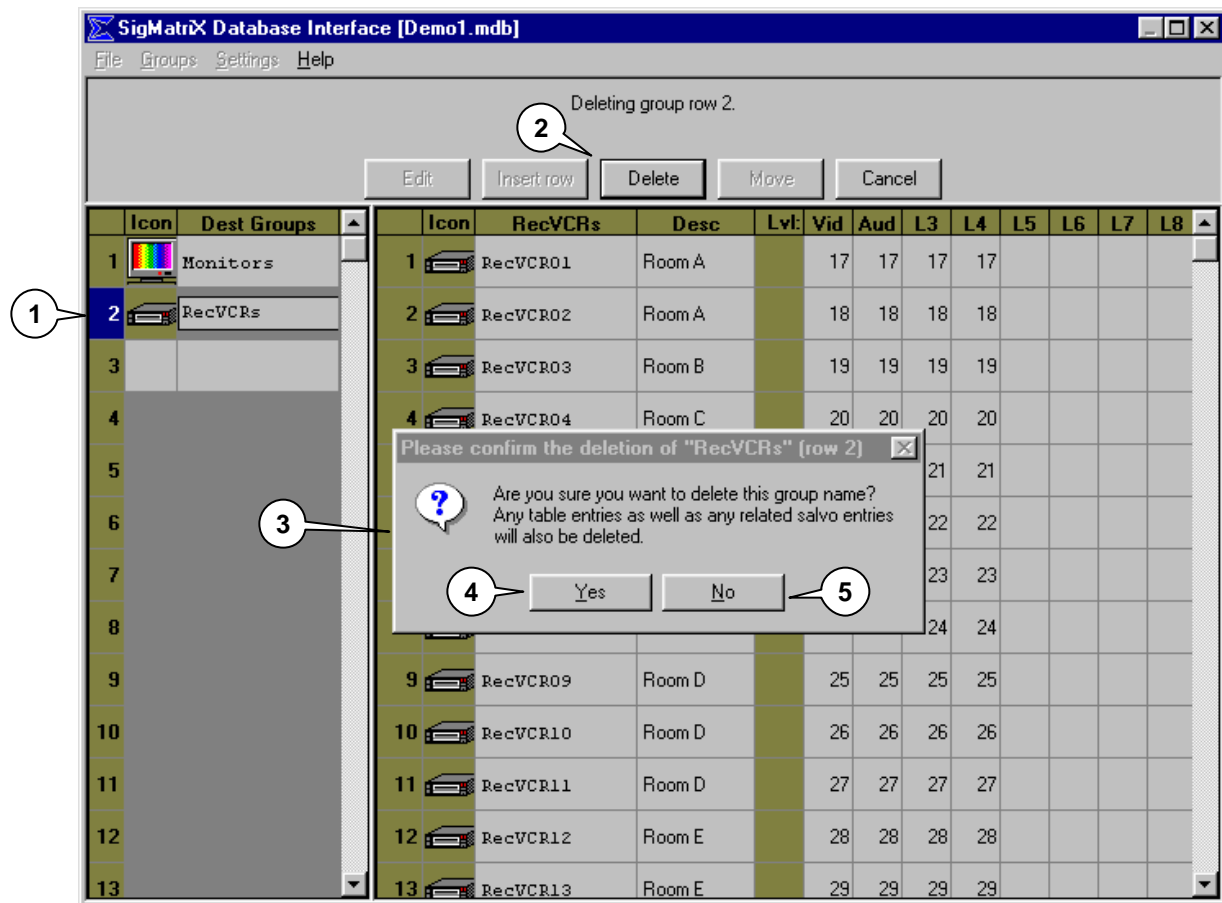 SigMatriX Database Interface [Demo1.mdb]
File Groups Settings Help
Deleting group row 2.
2
Edit Insert row Delete Move Cancel
Icon Dest Groups
1 Monitors
1
2 RecVCRs
3
4
5
6
7
8
9
10
11
12
13
Icon RecVCRs Desc Lvl: Vid Aud L3 L4 L5 L6 L7 L8
1 RecVCR01 Room A 17 17 17 17
2 RecVCR02 Room A 18 18 18 18
3 RecVCR03 Room B 19 19 19 19
4 RecVCR04 Room C 20 20 20 20
21 21
22 22
23 23
24 24
9 RecVCR09 Room D 25 25 25 25
10 RecVCR10 Room D 26 26 26 26
11 RecVCR11 Room D 27 27 27 27
12 RecVCR12 Room E 28 28 28 28
13 RecVCR13 Room E 29 29 29 29
Please confirm the deletion of "RecVCRs" (row 2)
3
Are you sure you want to delete this group name?
Any table entries as well as any related salvo entries
will also be deleted.
4 Yes No 5